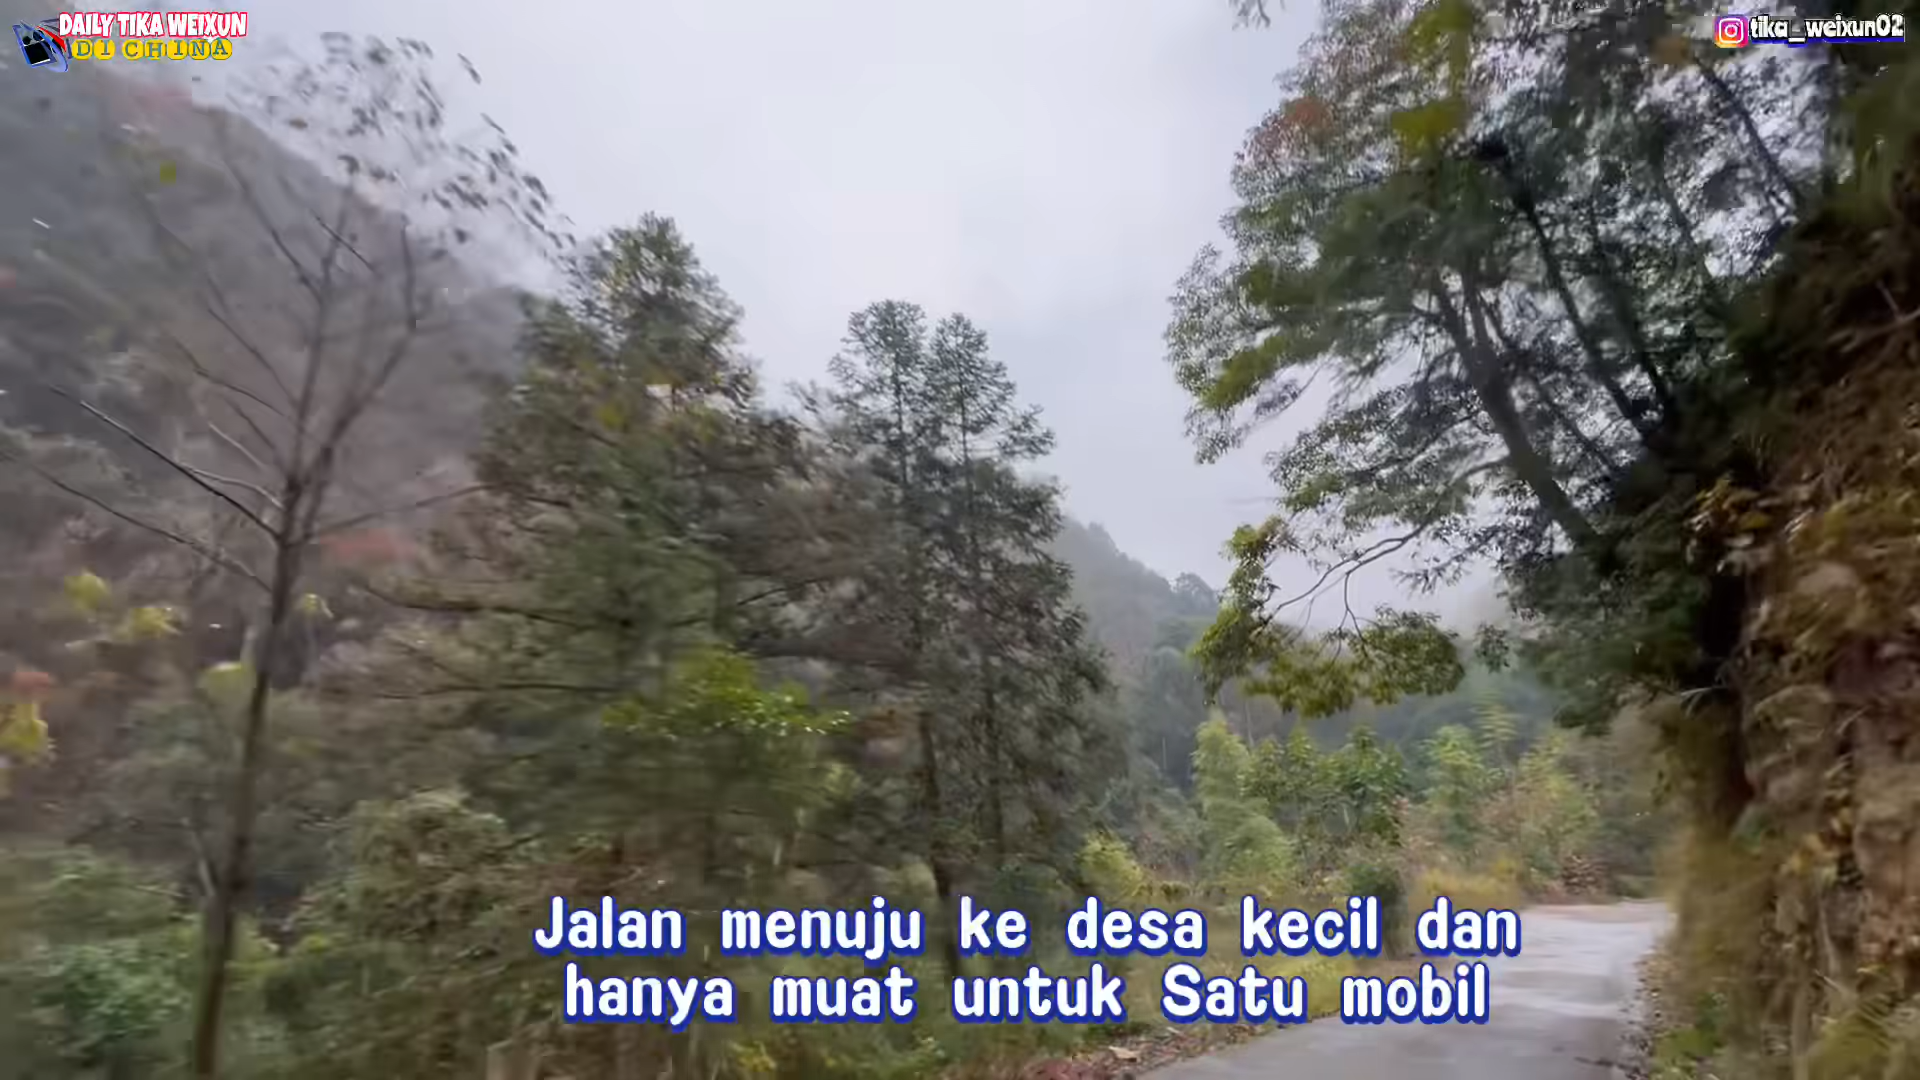 DAILY TIKA WEIXUN
DI CHINA
tika_weixun02
Jalan menuju ke desa kecil dan
hanya muat untuk Satu mobil